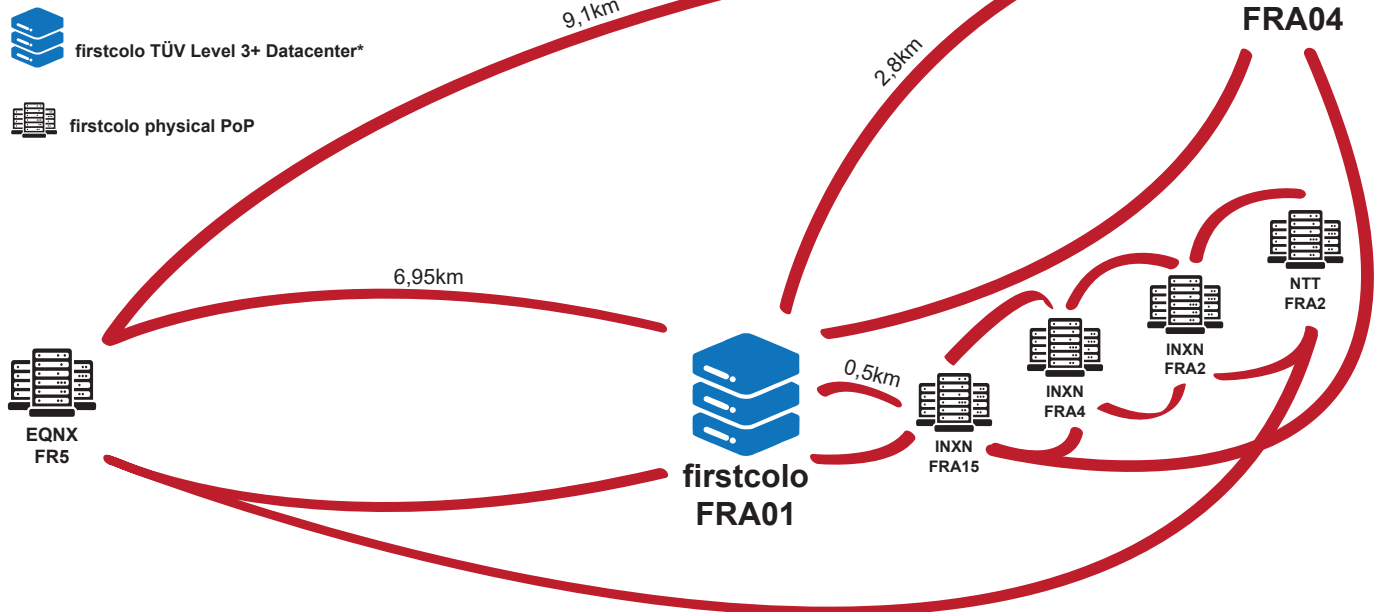 9,1km
FRA04
firstcolo TÜV Level 3+ Datacenter*
2,8km
firstcolo physical PoP
6,95km
NTT
FRA2
INXN
FRA2
0,5km
INXN
FRA4
EQNX
FR5
INXN
FRA15
firstcolo
FRA01